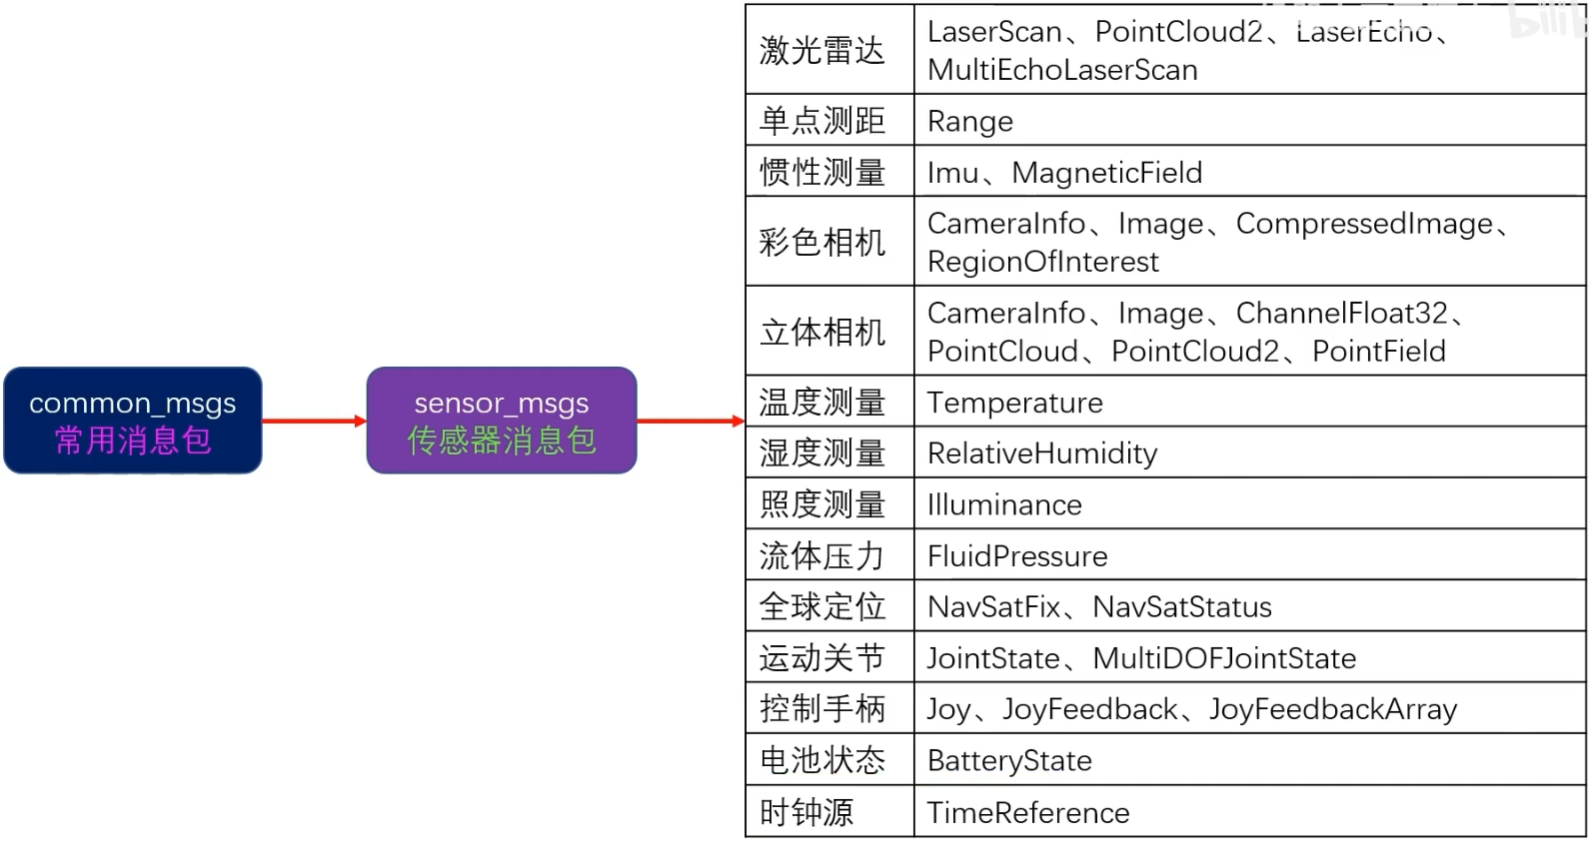 common_msgs
常用消息包
sensor_msgs
传感器消息包
激光雷达
LaserScan、PointCloud2、LaserEcho、
MultiEchoLaserScan
单点测距
Range
惯性测量
Imu、MagneticField
彩色相机
CameraInfo、Image、CompressedImage、
RegionOfInterest
立体相机
CameraInfo、Image、ChannelFloat32、
PointCloud、PointCloud2、PointField
温度测量
Temperature
湿度测量
RelativeHumidity
照度测量
Illuminance
流体压力
FluidPressure
全球定位
NavSatFix、NavSatStatus
运动关节
JointState、MultiDOFJointState
控制手柄
Joy、JoyFeedback、JoyFeedbackArray
电池状态
BatteryState
时钟源
TimeReference